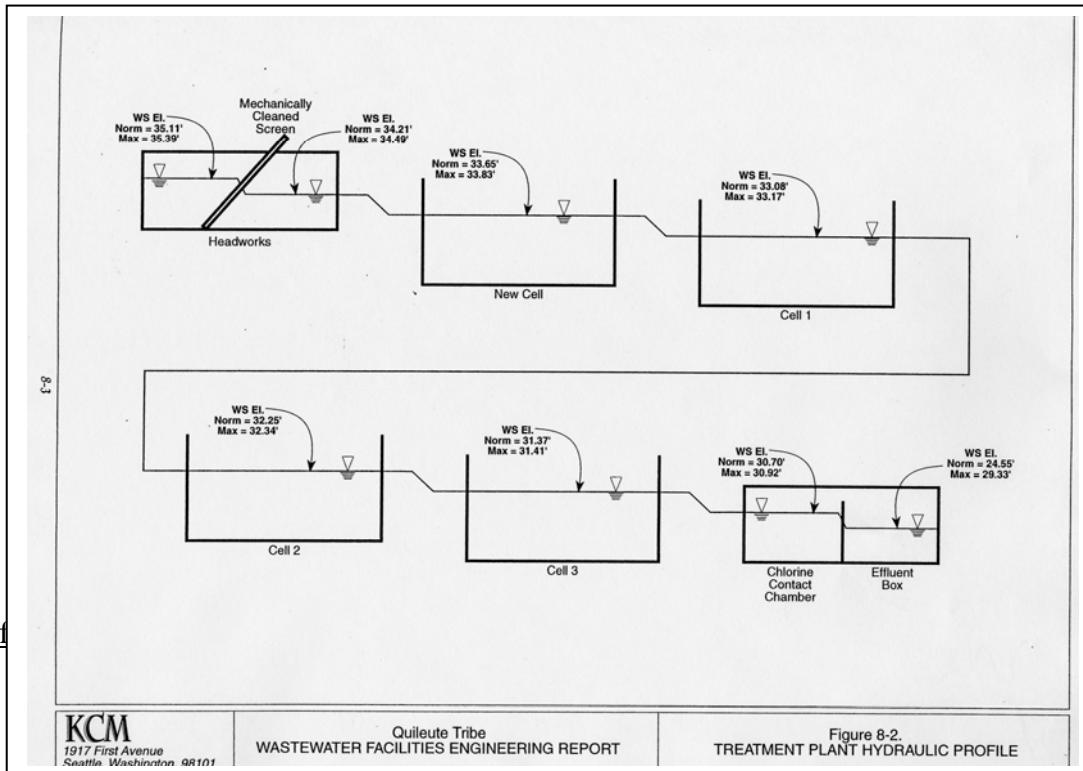 Mechanically
Cleaned
Screen
WS El.
Norm = 35.11'
Max = 35.39'
WS El.
Norm = 34.21'
Max = 34.49'
Headworks
WS El.
Norm = 33.65'
Max = 33.83'
New Cell
WS El.
Norm = 33.08'
Max = 33.17'
Cell 1
8-3
WS El.
Norm = 32.25'
Max = 32.34'
Cell 2
WS El.
Norm = 31.37'
Max = 31.41'
Cell 3
WS El.
Norm = 30.70'
Max = 30.92'
WS El.
Norm = 24.55'
Max = 29.33'
Chlorine
Contact
Chamber
Effluent
Box
f
KCM
1917 First Avenue
Seattle, Washington 98101
Quileute Tribe
WASTEWATER FACILITIES ENGINEERING REPORT
Figure 8-2.
TREATMENT PLANT HYDRAULIC PROFILE